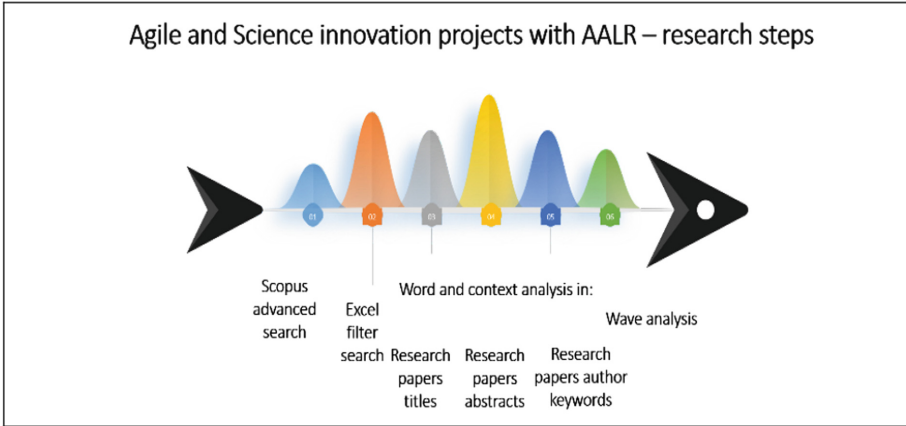 Agile and Science innovation projects with AALR – research steps
01
02
03
04
05
06
Scopus
advanced
search
Excel
filter
search
Word and context analysis in:
Research
papers
titles
Research
papers
abstracts
Research
papers author
keywords
Wave analysis